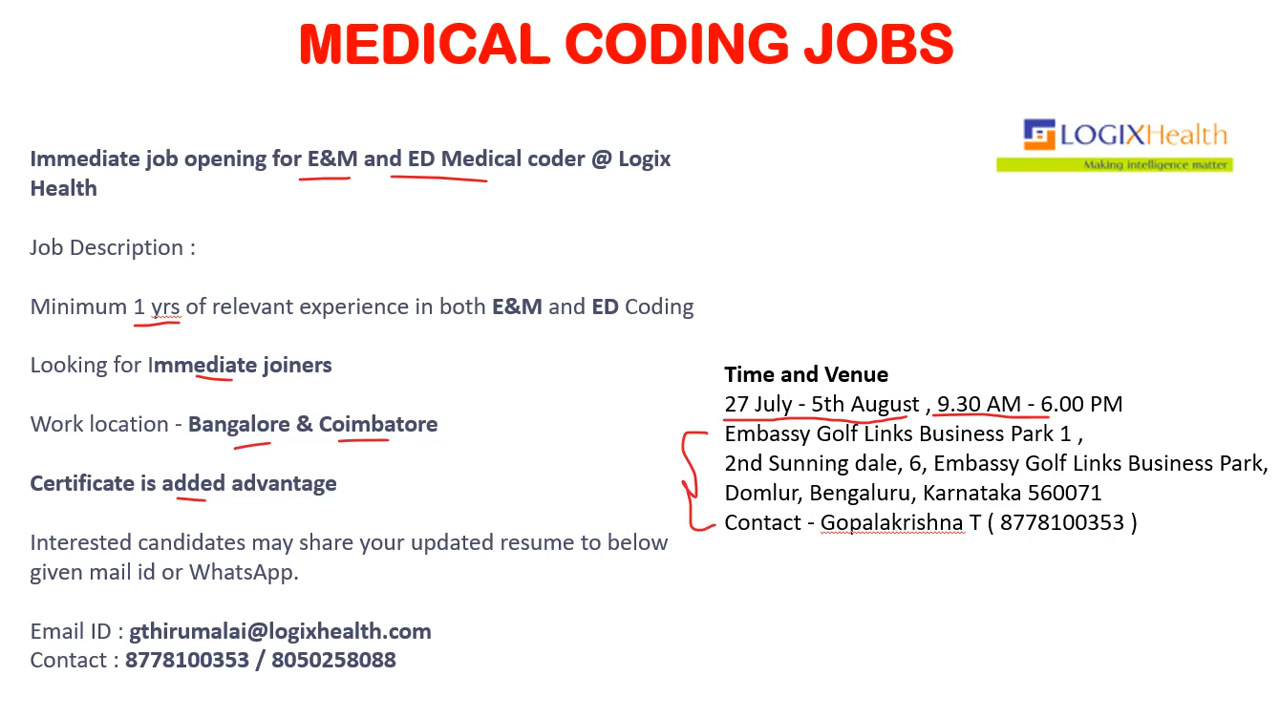 MEDICAL CODING JOBS
LOGIXHealth
Making intelligence matter
Immediate job opening for E&M and ED Medical coder @ Logix
Health
Job Description :
Minimum 1 yrs of relevant experience in both E&M and ED Coding
Looking for Immediate joiners
Work location - Bangalore & Coimbatore
Certificate is added advantage
Interested candidates may share your updated resume to below
given mail id or WhatsApp.
Email ID : gthirumalai@logixhealth.com
Contact : 8778100353 / 8050258088
Time and Venue
27 July - 5th August , 9.30 AM - 6.00 PM
Embassy Golf Links Business Park 1 ,
2nd Sunning dale, 6, Embassy Golf Links Business Park,
Domlur, Bengaluru, Karnataka 560071
Contact - Gopalakrishna T ( 8778100353 )